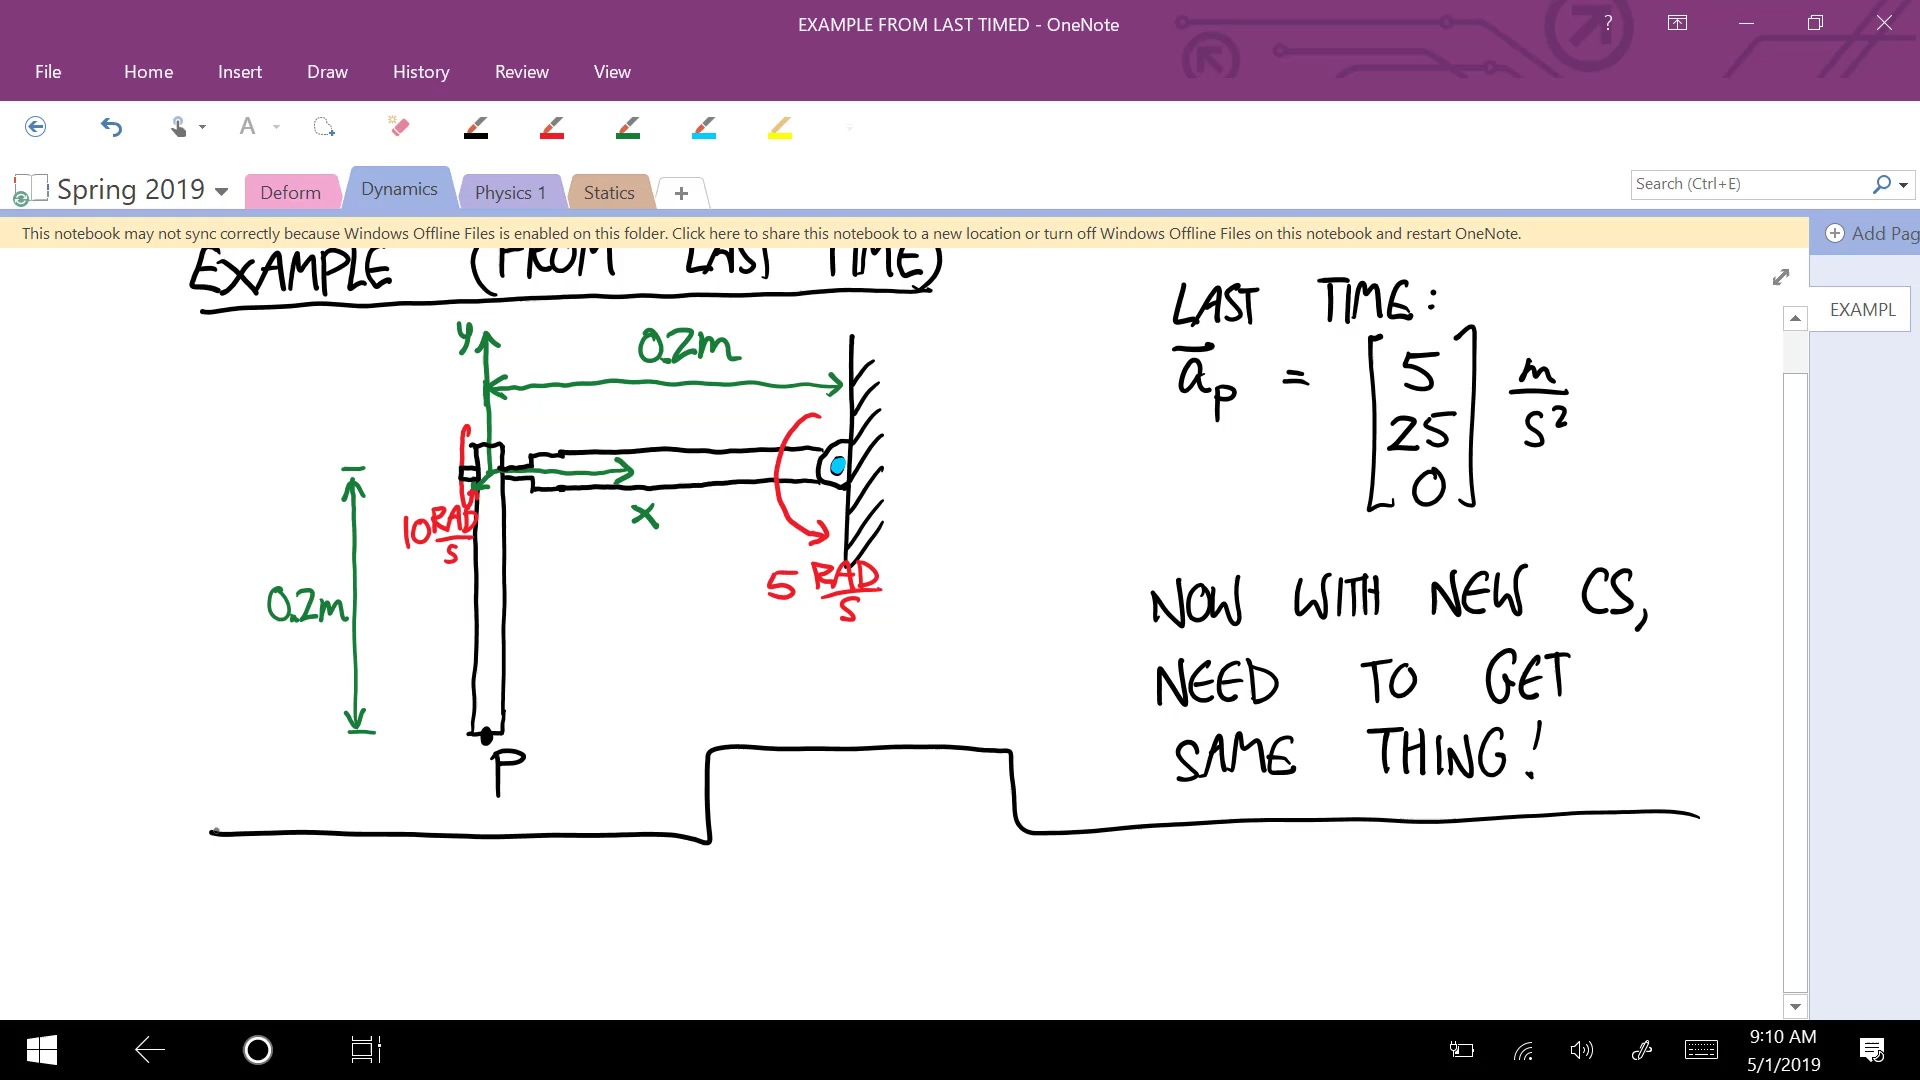 EXAMPLE FROM LAST TIMED - OneNote
?
File Home Insert Draw History Review View
A
Spring 2019 Deform Dynamics Physics 1 Statics +
Search (Ctrl+E)
This notebook may not sync correctly because Windows Offline Files is enabled on this folder. Click here to share this notebook to a new location or turn off Windows Offline Files on this notebook and restart OneNote.
Add Pag
EXAMPL
EXAMPLE (FROM LAST TIME)
y
0.2m
x
10 RAD/S
5 RAD/S
0.2m
P
LAST TIME:
a̅P = [5 25 0] m/s²
NOW WITH NEW CS,
NEED TO GET
SAME THING!
9:10 AM
5/1/2019